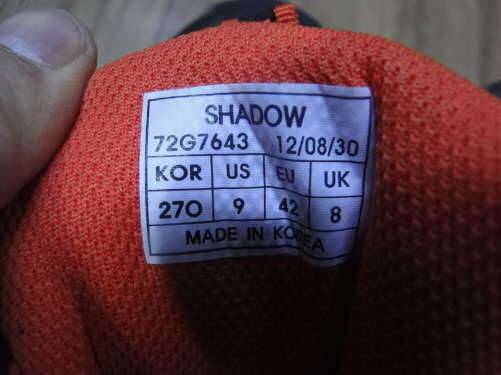 SHADOW
72G7643 12/08/30
KOR US EU UK
270 9 42 8
MADE IN KOREA